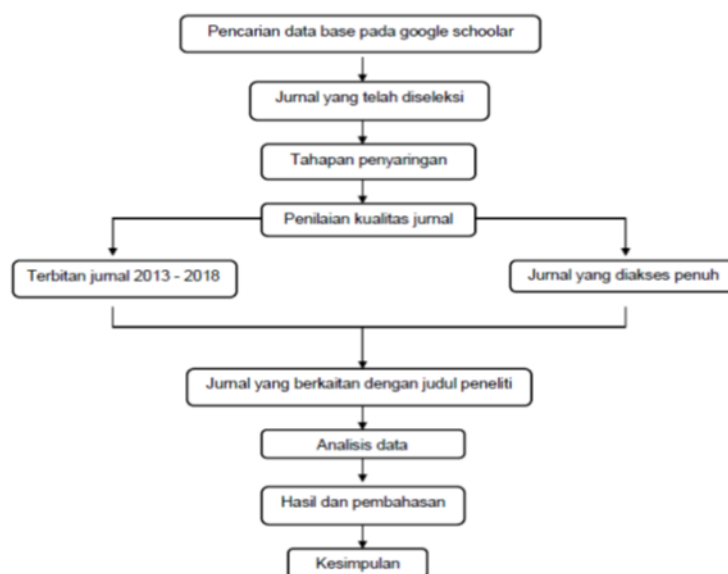 Pencarian data base pada google schoolar
Jurnal yang telah diseleksi
Tahapan penyaringan
Penilaian kualitas jurnal
Terbitan jurnal 2013 - 2018
Jurnal yang diakses penuh
Jurnal yang berkaitan dengan judul peneliti
Analisis data
Hasil dan pembahasan
Kesimpulan